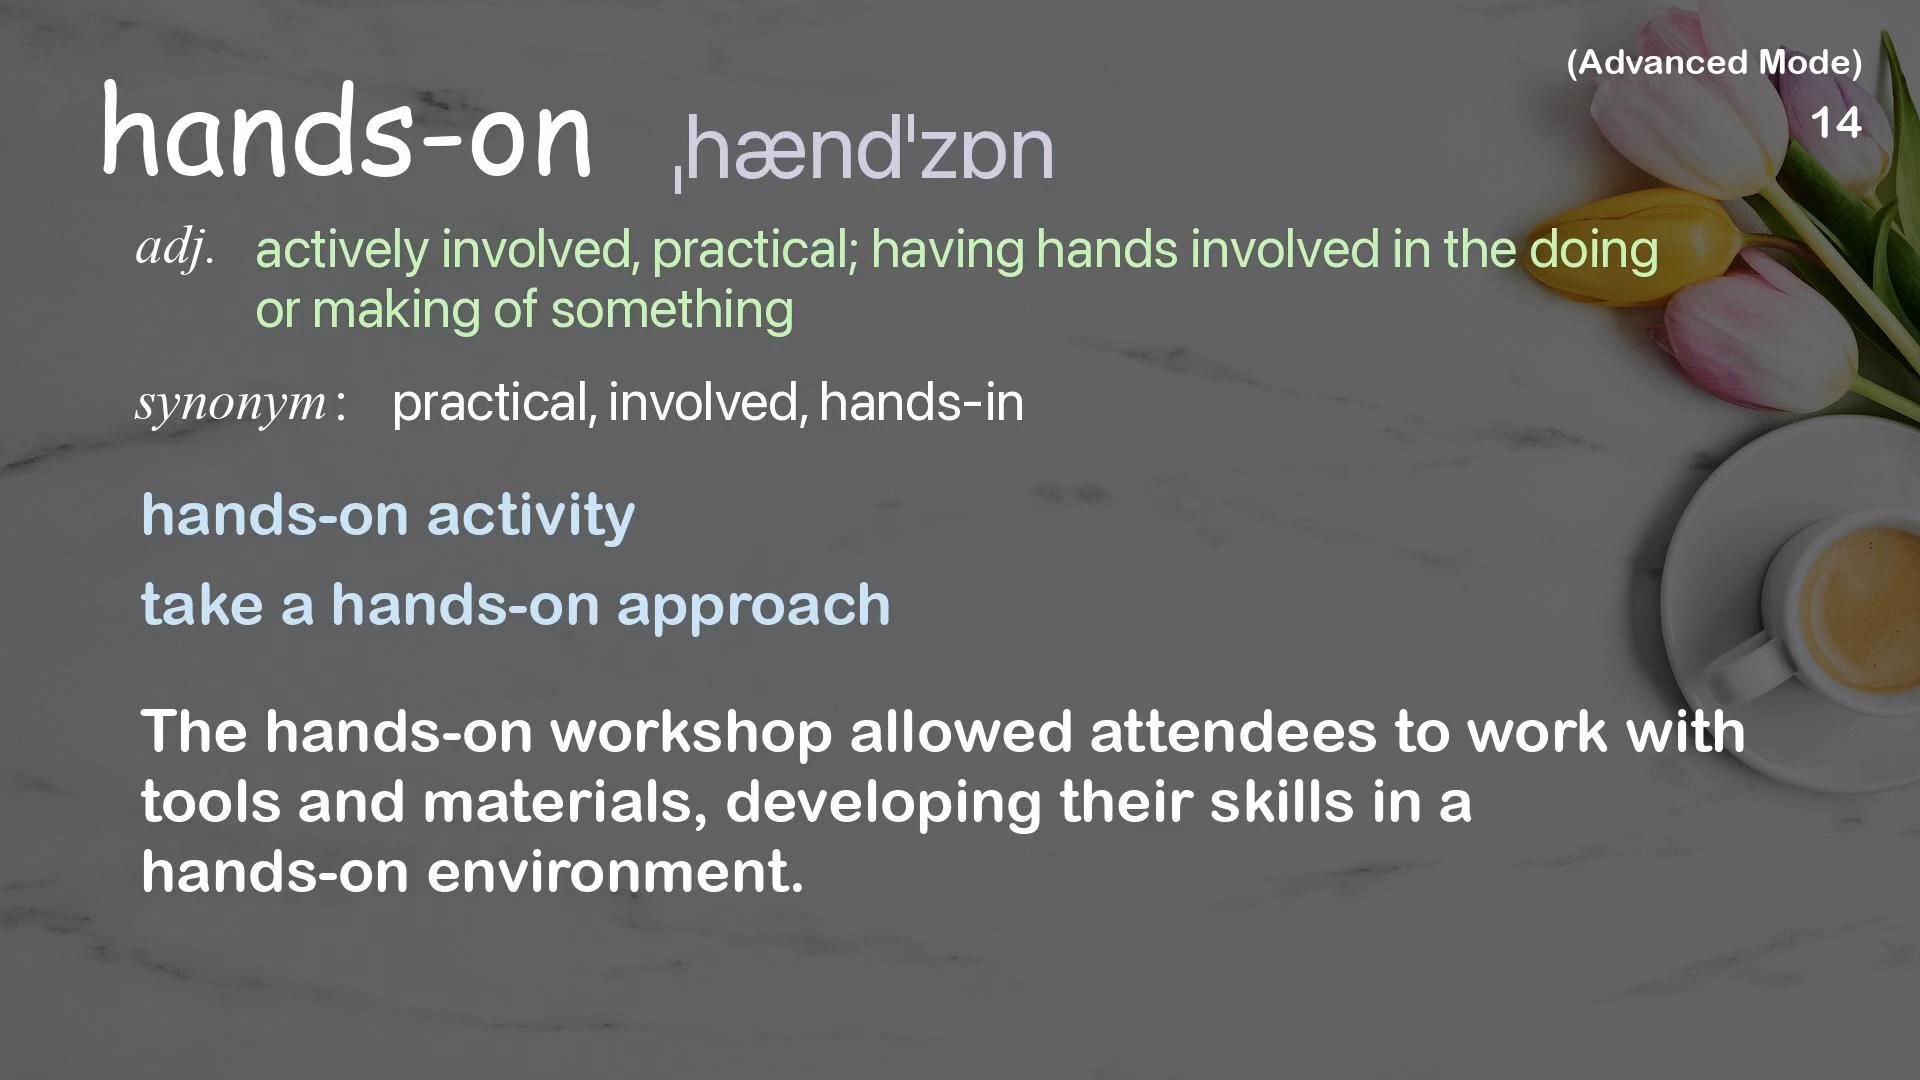 (Advanced Mode)
14
hands-on ˌhænd'zɒn
adj. actively involved, practical; having hands involved in the doing
or making of something
synonym : practical, involved, hands-in
hands-on activity
take a hands-on approach
The hands-on workshop allowed attendees to work with
tools and materials, developing their skills in a
hands-on environment.